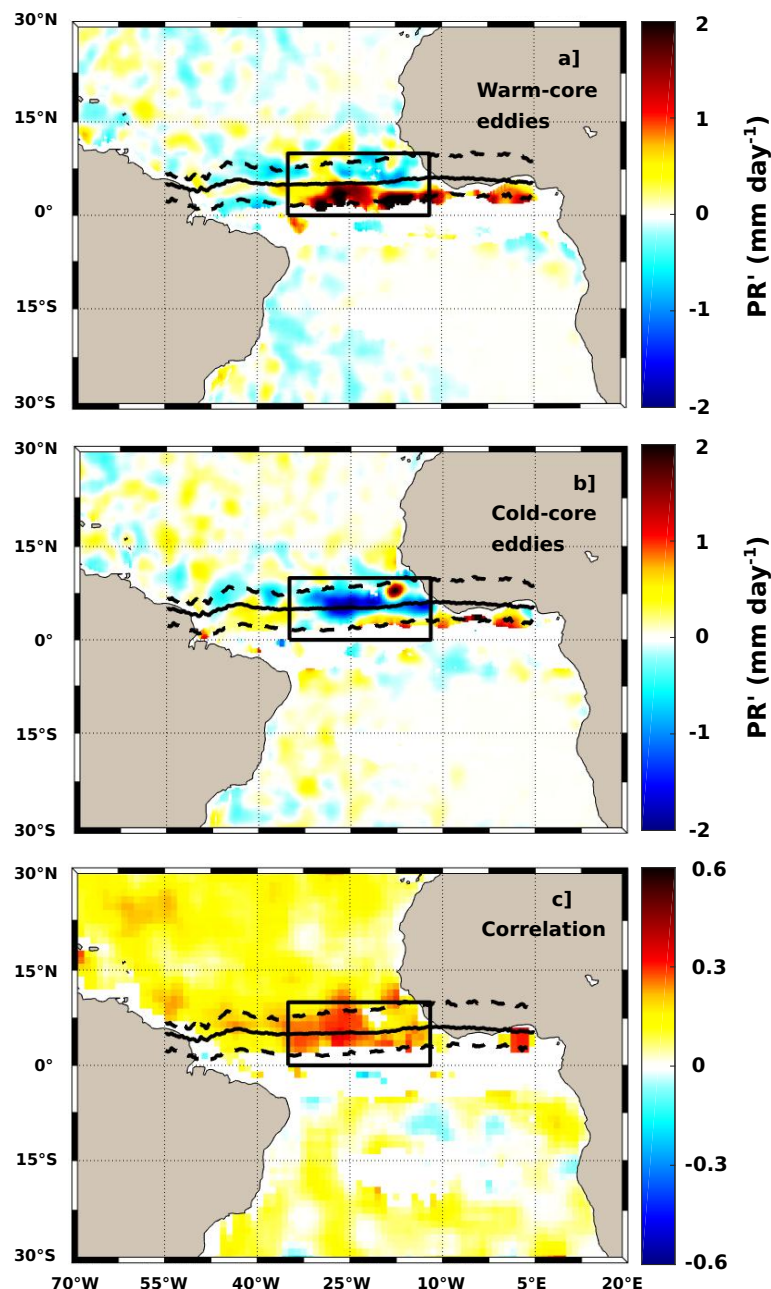 30°N
15°N
0°
15°S
30°S
a]
Warm-core
eddies
2
1
0
-1
-2
PR' (mm day-1)
30°N
15°N
0°
15°S
30°S
b]
Cold-core
eddies
2
1
0
-1
-2
PR' (mm day-1)
30°N
15°N
0°
15°S
30°S
c]
Correlation
0.6
0.3
0
-0.3
-0.6
70°W 55°W 40°W 25°W 10°W 5°E 20°E